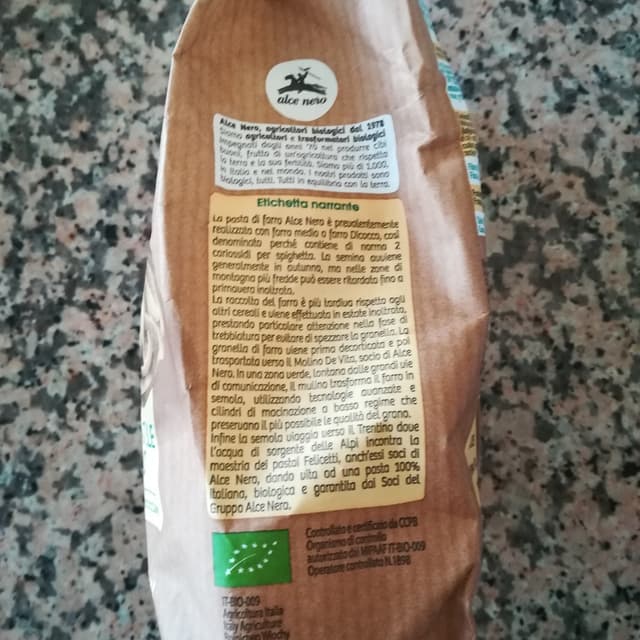 alce nero
Alce Nero, agricoltori biologici dal 1978
Siamo agricoltori e trasformatori biologici
impegnati dagli anni '70 nel produrre cibi
buoni, frutto di un'agricoltura che rispetta
la terra e la sua fertilità. Siamo più di 1.000,
in Italia e nel mondo. I nostri prodotti sono
biologici, tutti. Tutti in equilibrio con la terra.
Etichetta narrante
La pasta di farro Alce Nero è prevalentemente
realizzata con farro medio o farro Dicocco, così
denominato perché contiene di norma 2
cariossidi per spighetta. La semina avviene
generalmente in autunno, ma nelle zone di
montagna più fredde può essere ritardata fino a
primavera inoltrata.
La raccolta del farro è più tardiva rispetto agli
altri cereali e viene effettuata in estate inoltrata,
prestando particolare attenzione nella fase di
trebbiatura per evitare di spezzare la granella. La
granella di farro viene prima decorticata e poi
trasportata verso il Molino De Vita, socio di Alce
Nero. In una zona verde, lontana dalle grandi vie
di comunicazione, il mulino trasforma il farro in
semola, utilizzando tecnologie avanzate e
cilindri di macinazione a basso regime che
preservano il più possibile le qualità del grano.
Infine la semola viaggia verso il Trentino dove
l'acqua di sorgente delle Alpi incontra la
maestria dei pastai Felicetti, anch'essi soci di
Alce Nero, dando vita ad una pasta 100%
italiana, biologica e garantita dai Soci del
Gruppo Alce Nero.
Controllato e certificato da CCPB
Organismo di controllo
autorizzato dal MIPAAF IT-BIO-009
Operatore controllato N.1898
IT-BIO-009
Agricoltura Italia
Italy Agriculture
Włochy